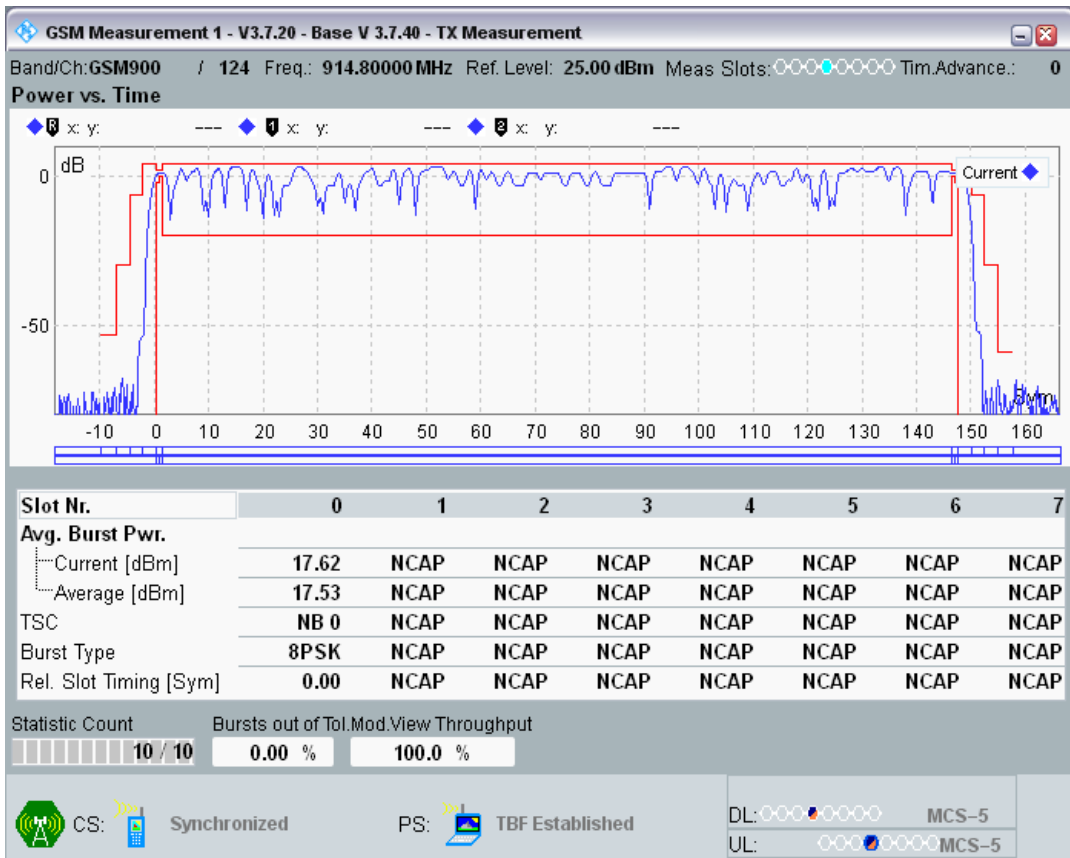 GSM Measurement 1 - V3.7.20 - Base V 3.7.40 - TX Measurement
Band/Ch:GSM900 / 124 Freq.: 914.80000 MHz Ref. Level: 25.00 dBm Meas Slots: Tim.Advance.: 0
Power vs. Time
R x: y: --- 1 x: y: --- 2 x: y: ---
dB
Current
0
-50
Sym
-10 0 10 20 30 40 50 60 70 80 90 100 110 120 130 140 150 160
Slot Nr. 0 1 2 3 4 5 6 7
Avg. Burst Pwr.
Current [dBm] 17.62 NCAP NCAP NCAP NCAP NCAP NCAP NCAP
Average [dBm] 17.53 NCAP NCAP NCAP NCAP NCAP NCAP NCAP
TSC NB 0 NCAP NCAP NCAP NCAP NCAP NCAP NCAP
Burst Type 8PSK NCAP NCAP NCAP NCAP NCAP NCAP NCAP
Rel. Slot Timing [Sym] 0.00 NCAP NCAP NCAP NCAP NCAP NCAP NCAP
Statistic Count Bursts out of Tol.Mod.View Throughput
10 / 10 0.00 % 100.0 %
CS: Synchronized PS: TBF Established DL: MCS-5
UL: MCS-5